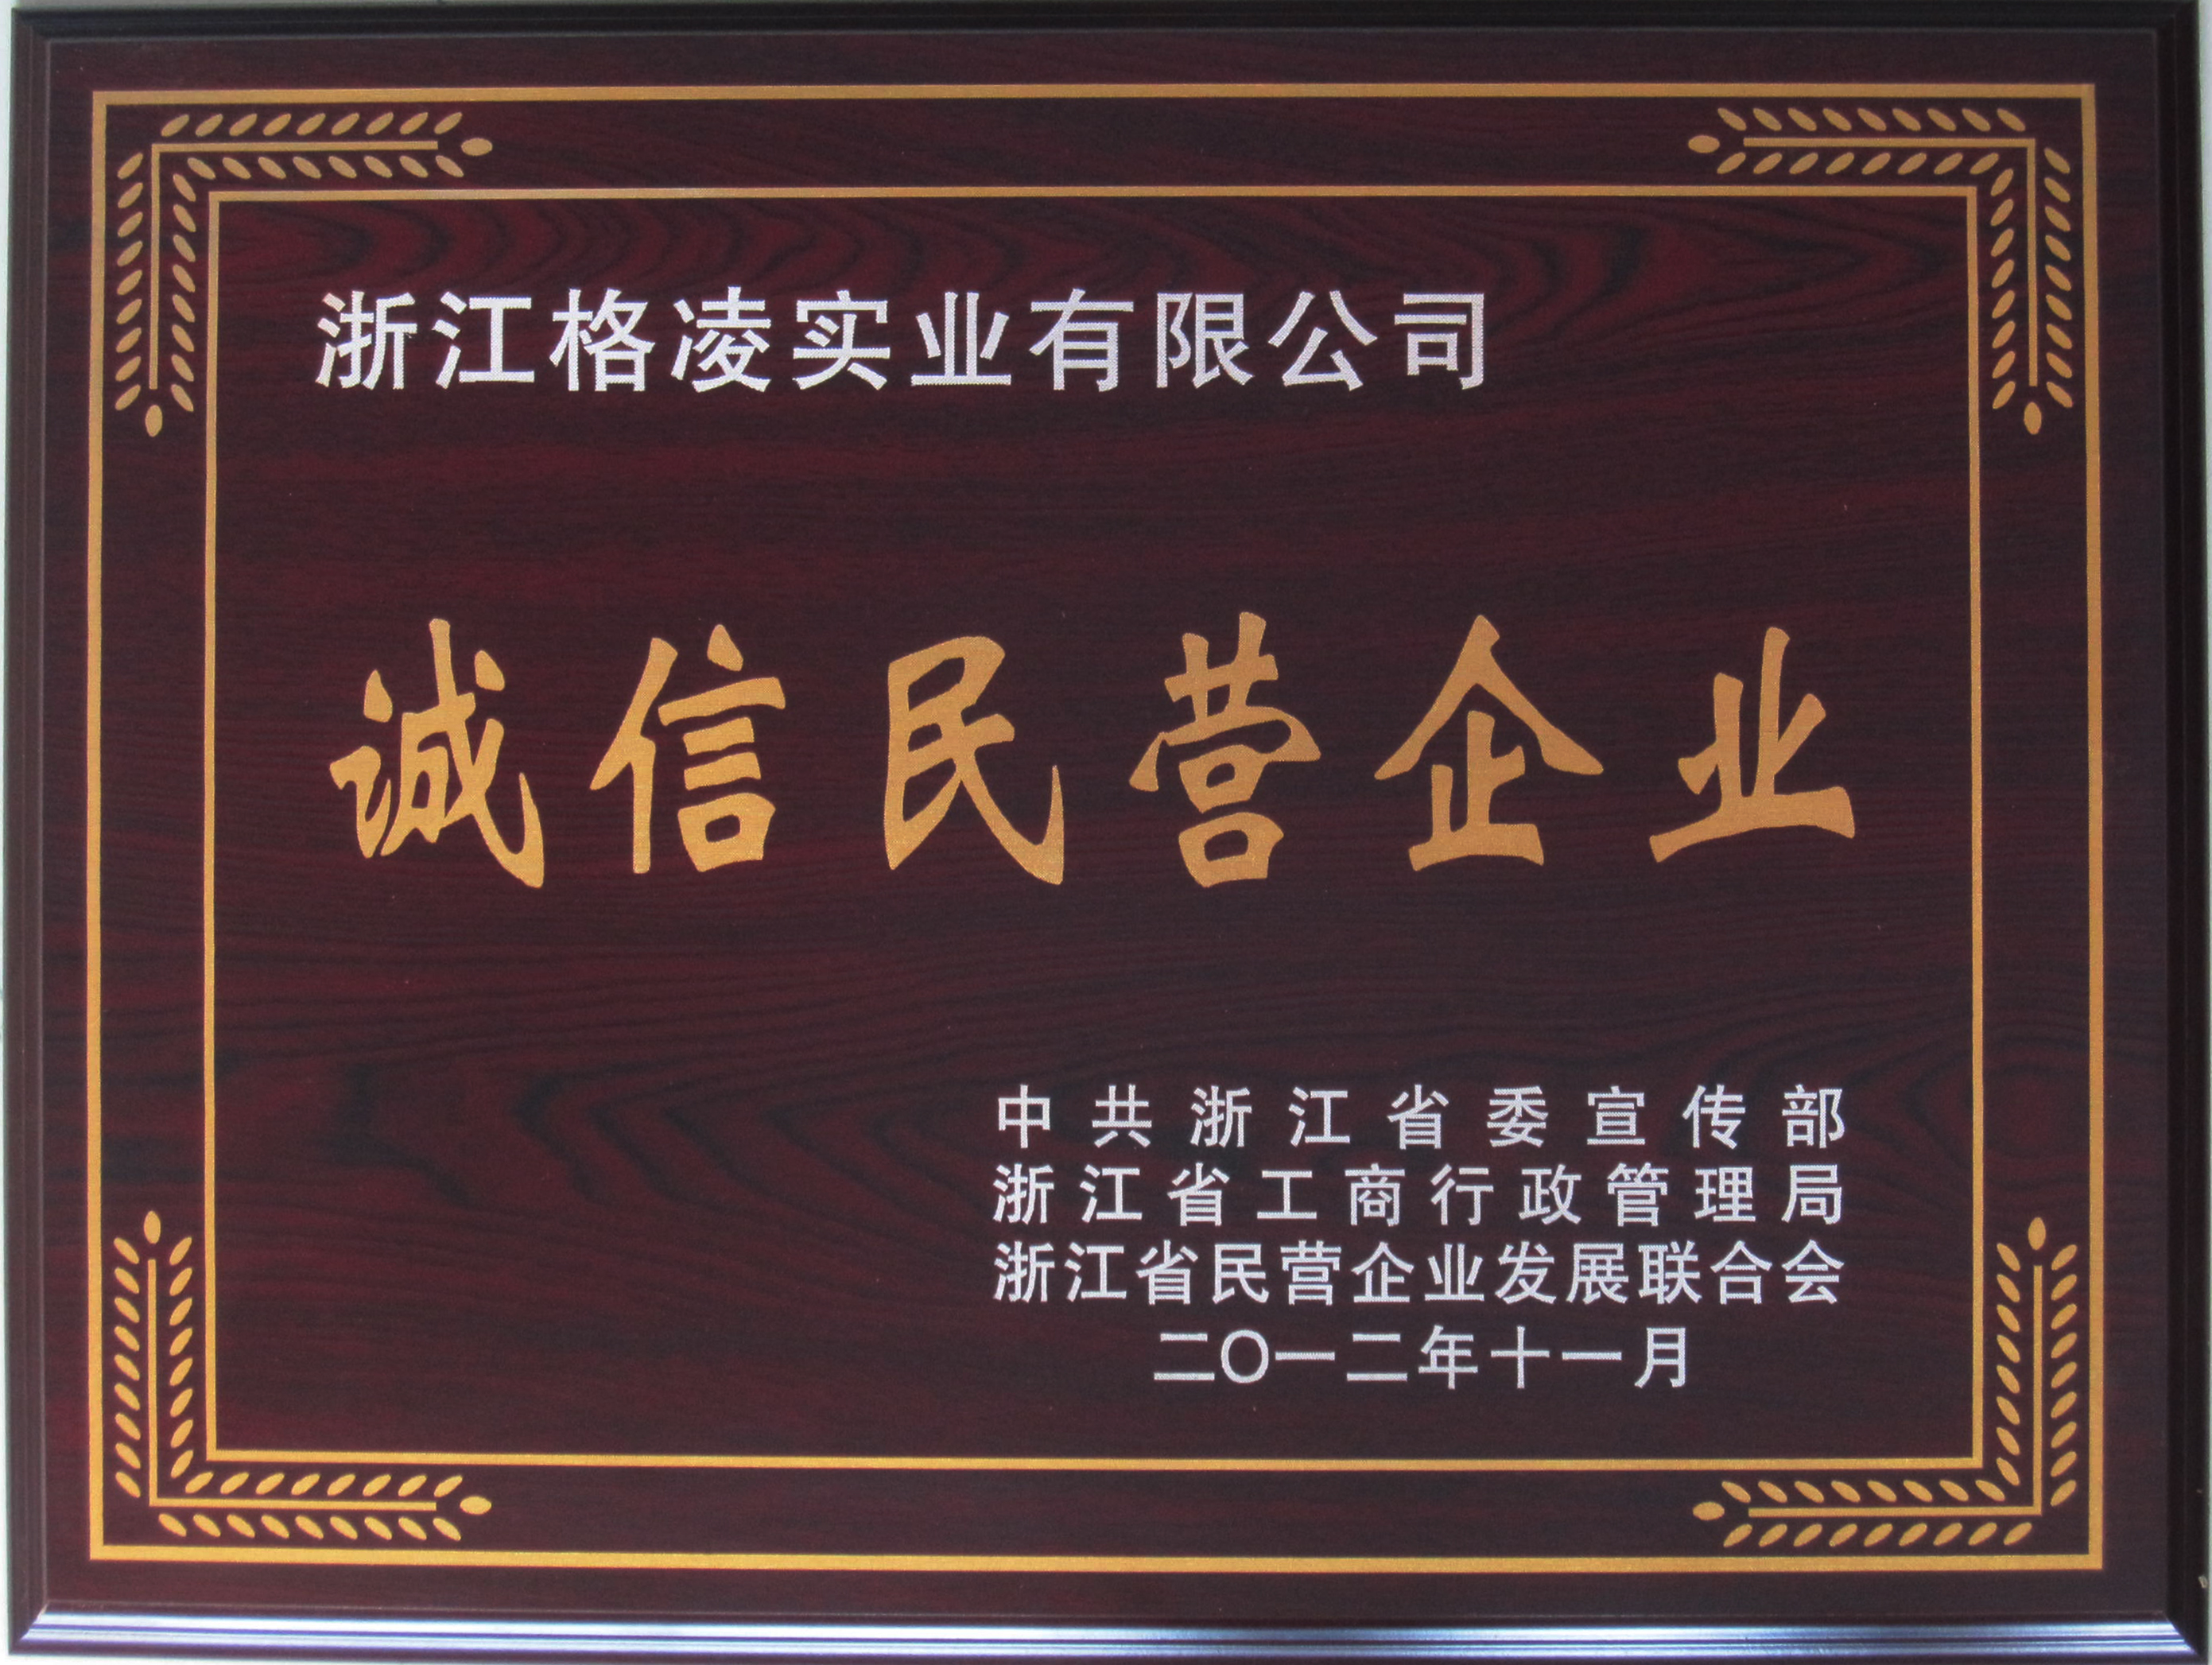 浙江格凌实业有限公司
诚信民营企业
中共浙江省委宣传部
浙江省工商行政管理局
浙江省民营企业发展联合会
二〇一二年十一月